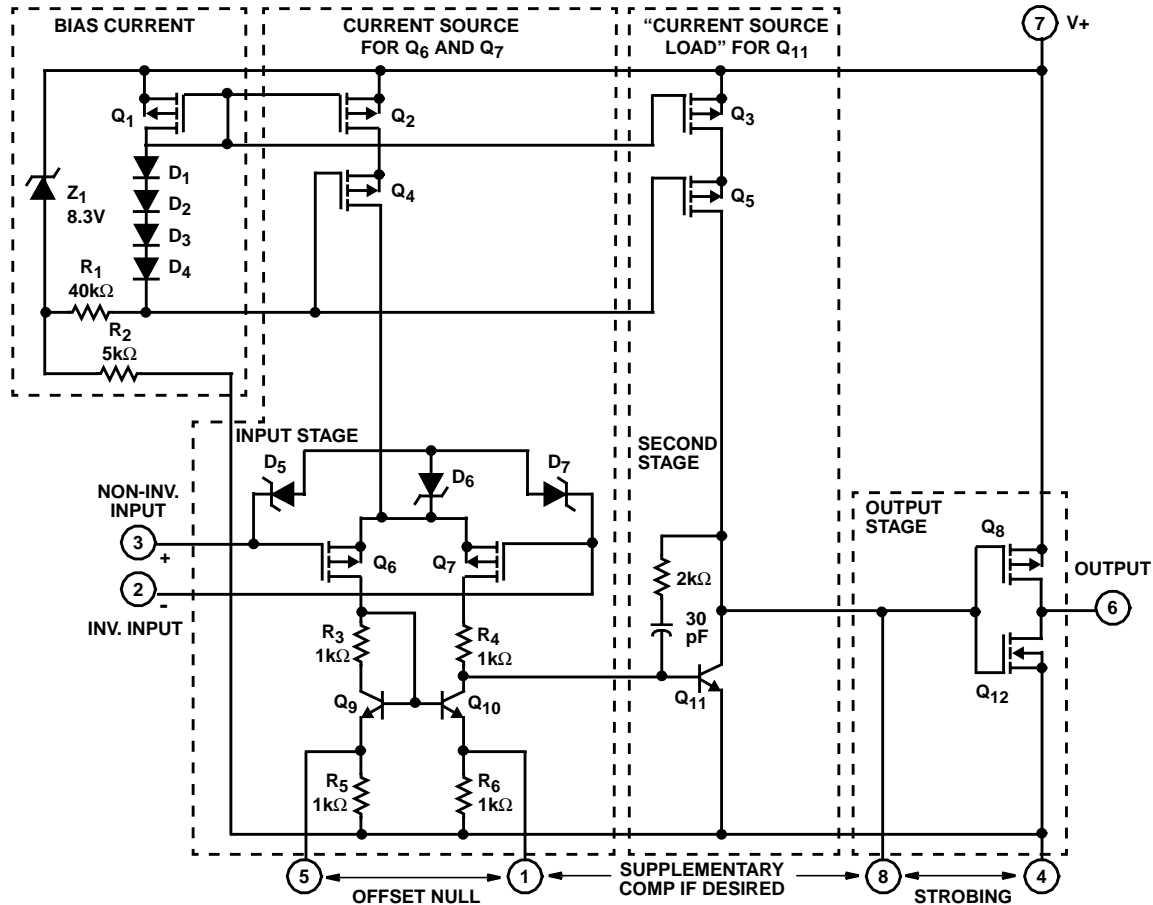 BIAS CURRENT
CURRENT SOURCE
FOR Q6 AND Q7
“CURRENT SOURCE
LOAD” FOR Q11
7
V+
Q1
Q2
Q3
D1
Z1
8.3V
D2
Q4
Q5
D3
D4
R1
40kΩ
R2
5kΩ
INPUT STAGE
D5
D6
D7
SECOND
STAGE
NON-INV.
INPUT
3
+
2
-
INV. INPUT
Q6
Q7
2kΩ
30
pF
OUTPUT
STAGE
Q8
OUTPUT
6
R3
1kΩ
R4
1kΩ
Q9
Q10
Q11
Q12
R5
1kΩ
R6
1kΩ
5
OFFSET NULL
1
SUPPLEMENTARY
COMP IF DESIRED
8
STROBING
4